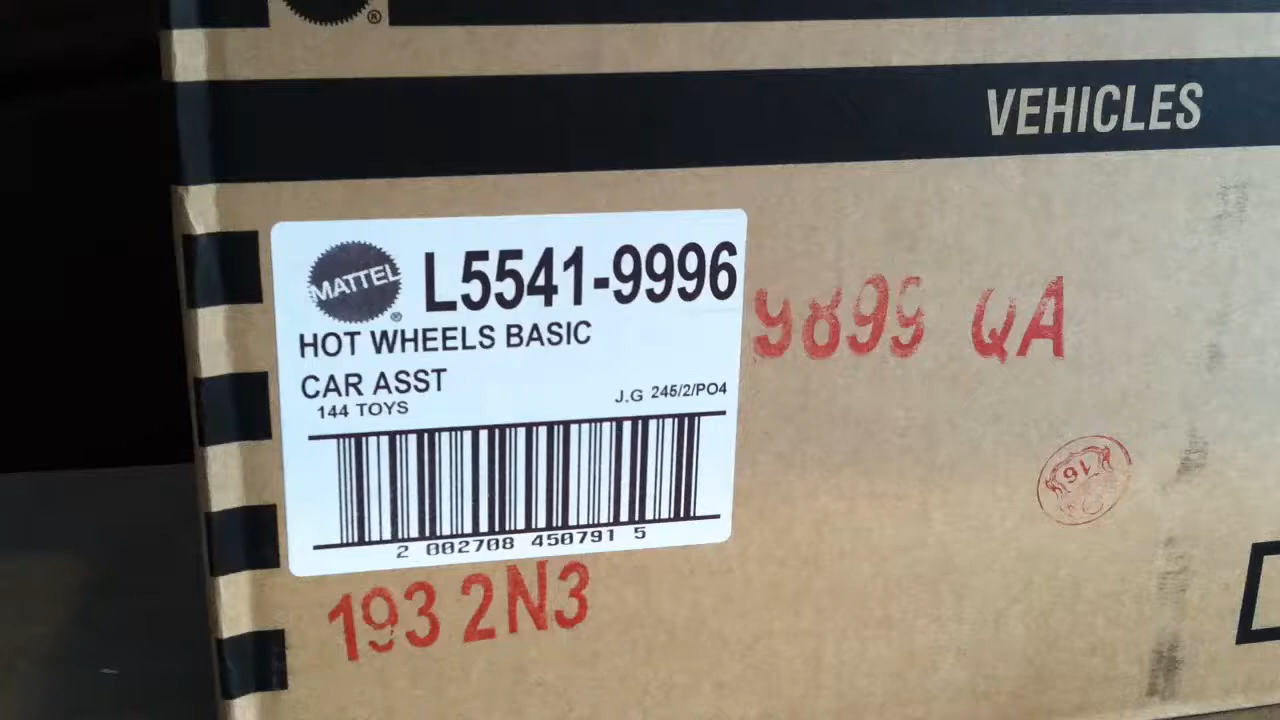 ®
VEHICLES
MATTEL
®
L5541-9996
HOT WHEELS BASIC
CAR ASST
144 TOYS
J.G 245/2/PO4
2 002708 450791 5
9899 QA
16
193 2N3